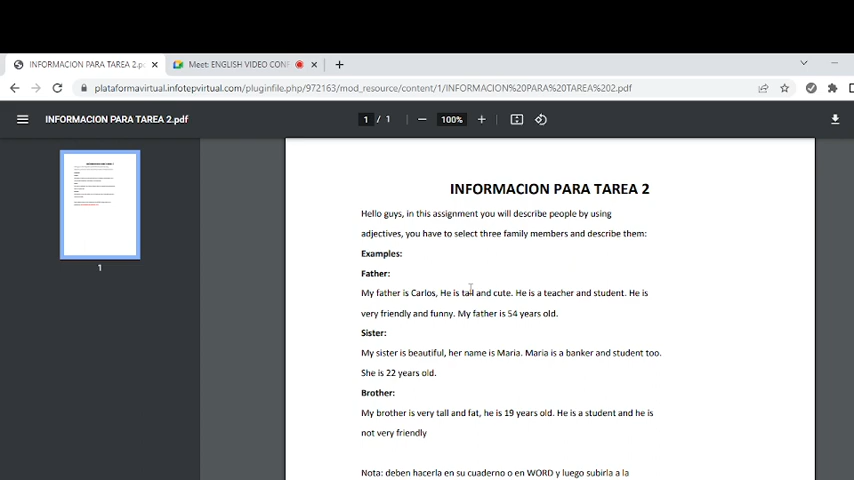 INFORMACION PARA TAREA 2.pd
Meet: ENGLISH VIDEO CONF
plataformavirtual.infotepvirtual.com/pluginfile.php/972163/mod_resource/content/1/INFORMACION%20PARA%20TAREA%202.pdf
INFORMACION PARA TAREA 2.pdf
1 / 1
100%
1
INFORMACION PARA TAREA 2
Hello guys, in this assignment you will describe people by using
adjectives, you have to select three family members and describe them:
Examples:
Father:
My father is Carlos, He is tall and cute. He is a teacher and student. He is
very friendly and funny. My father is 54 years old.
Sister:
My sister is beautiful, her name is Maria. Maria is a banker and student too.
She is 22 years old.
Brother:
My brother is very tall and fat, he is 19 years old. He is a student and he is
not very friendly
Nota: deben hacerla en su cuaderno o en WORD y luego subirla a la